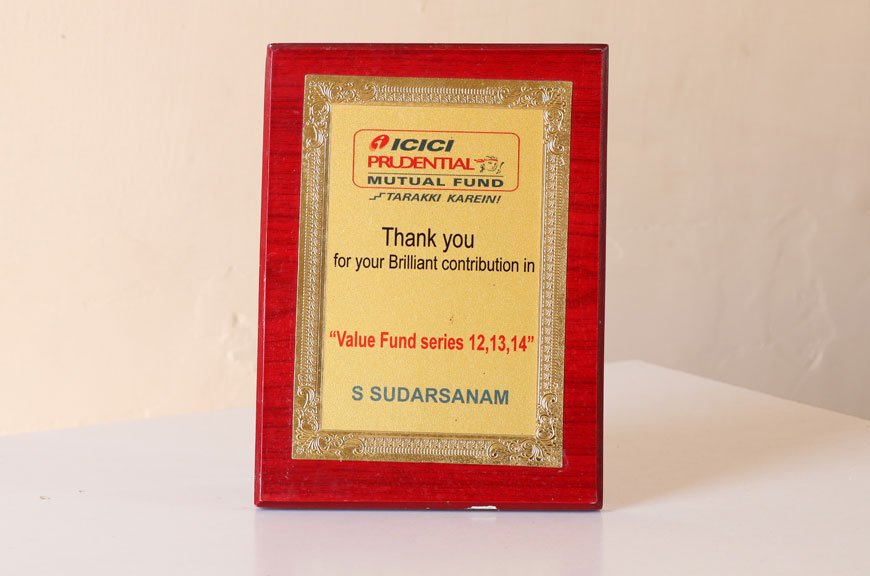 ICICI
PRUDENTIAL
MUTUAL FUND
TARAKKI KAREIN!
Thank you
for your Brilliant contribution in
“Value Fund series 12,13,14”
S SUDARSANAM